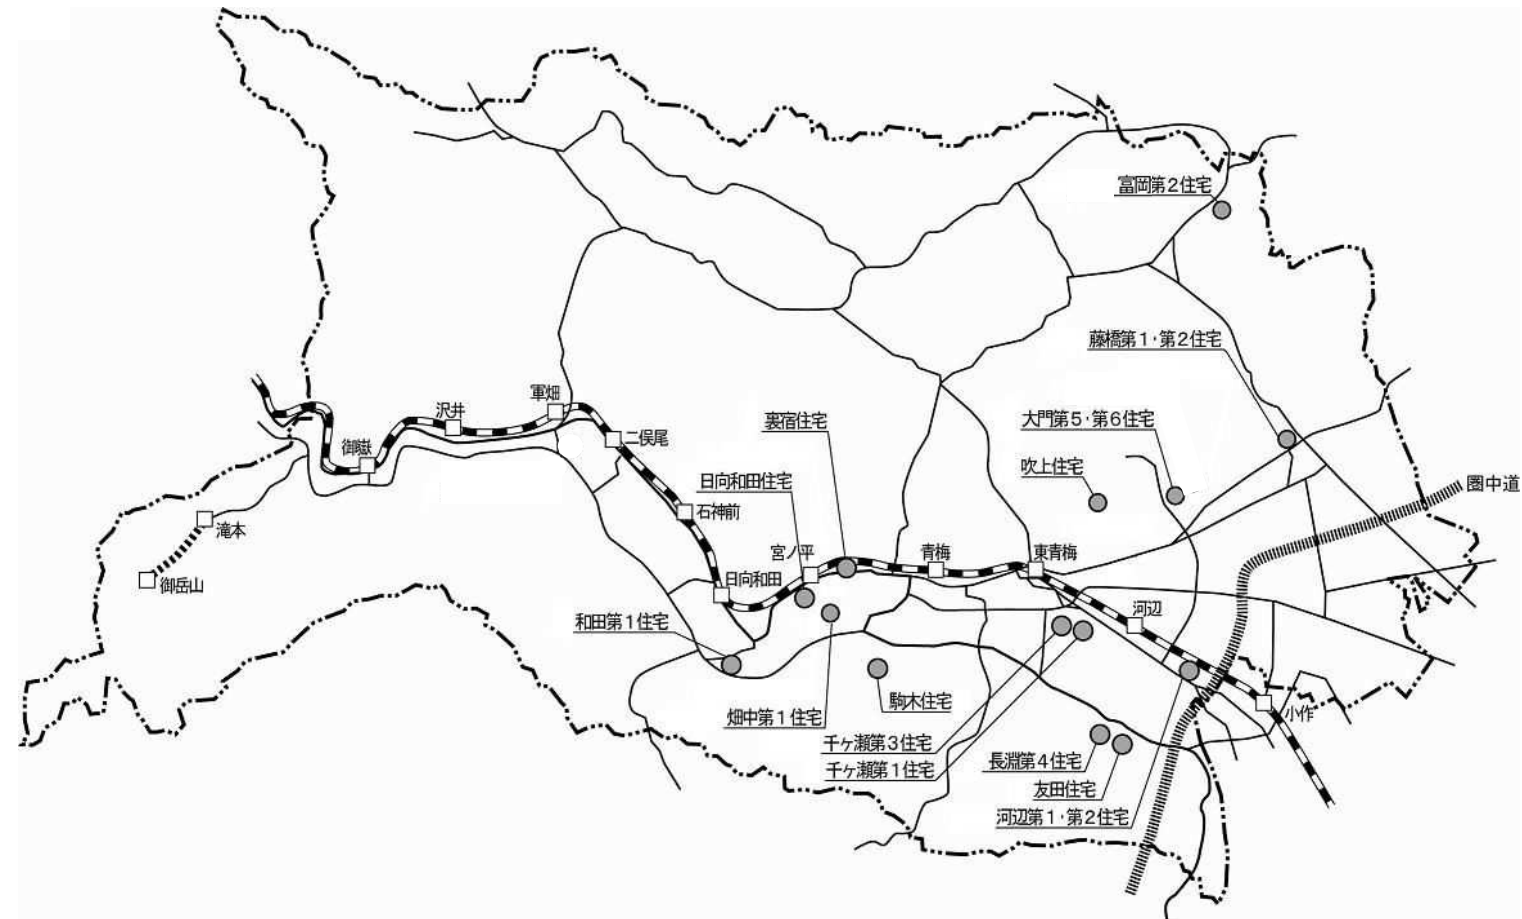 富岡第2住宅
藤橋第1・第2住宅
軍畑
沢井
裏宿住宅
大門第5・第6住宅
二俣尾
御嶽
吹上住宅
日向和田住宅
圏中道
石神前
滝本
宮ノ平
青梅
東青梅
御岳山
日向和田
河辺
和田第1住宅
駒木住宅
畑中第1住宅
小作
千ヶ瀬第3住宅
長淵第4住宅
千ヶ瀬第1住宅
友田住宅
河辺第1・第2住宅